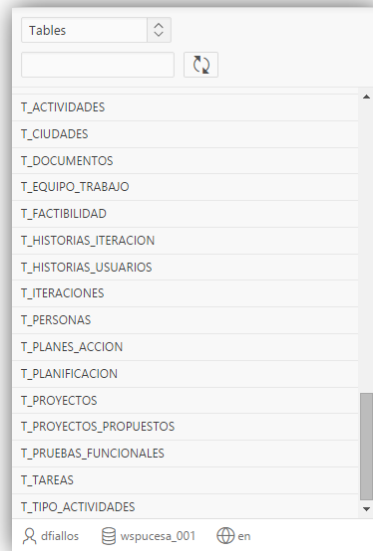 Tables
T_ACTIVIDADES
T_CIUDADES
T_DOCUMENTOS
T_EQUIPO_TRABAJO
T_FACTIBILIDAD
T_HISTORIAS_ITERACION
T_HISTORIAS_USUARIOS
T_ITERACIONES
T_PERSONAS
T_PLANES_ACCION
T_PLANIFICACION
T_PROYECTOS
T_PROYECTOS_PROPUESTOS
T_PRUEBAS_FUNCIONALES
T_TAREAS
T_TIPO_ACTIVIDADES
dfiallos wspucesa_001 en